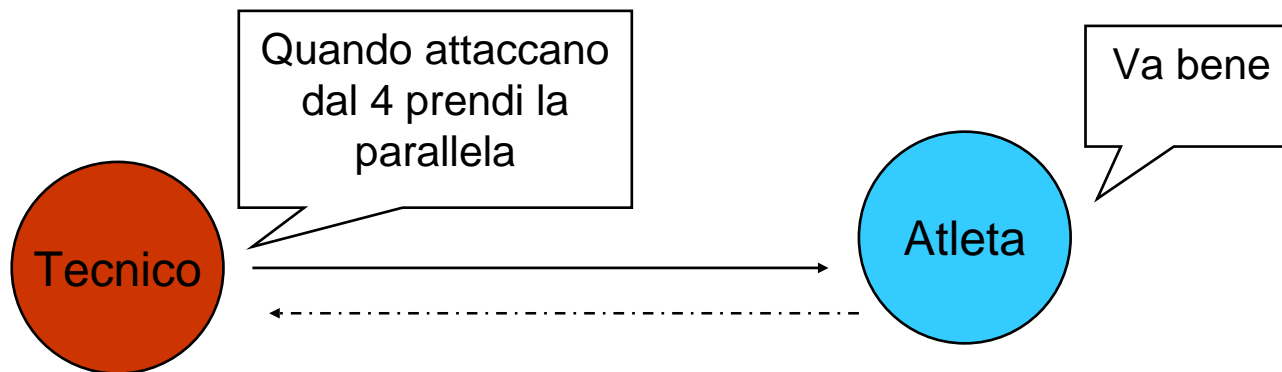 Quando attaccano
dal 4 prendi la
parallela
Va bene
Tecnico
Atleta